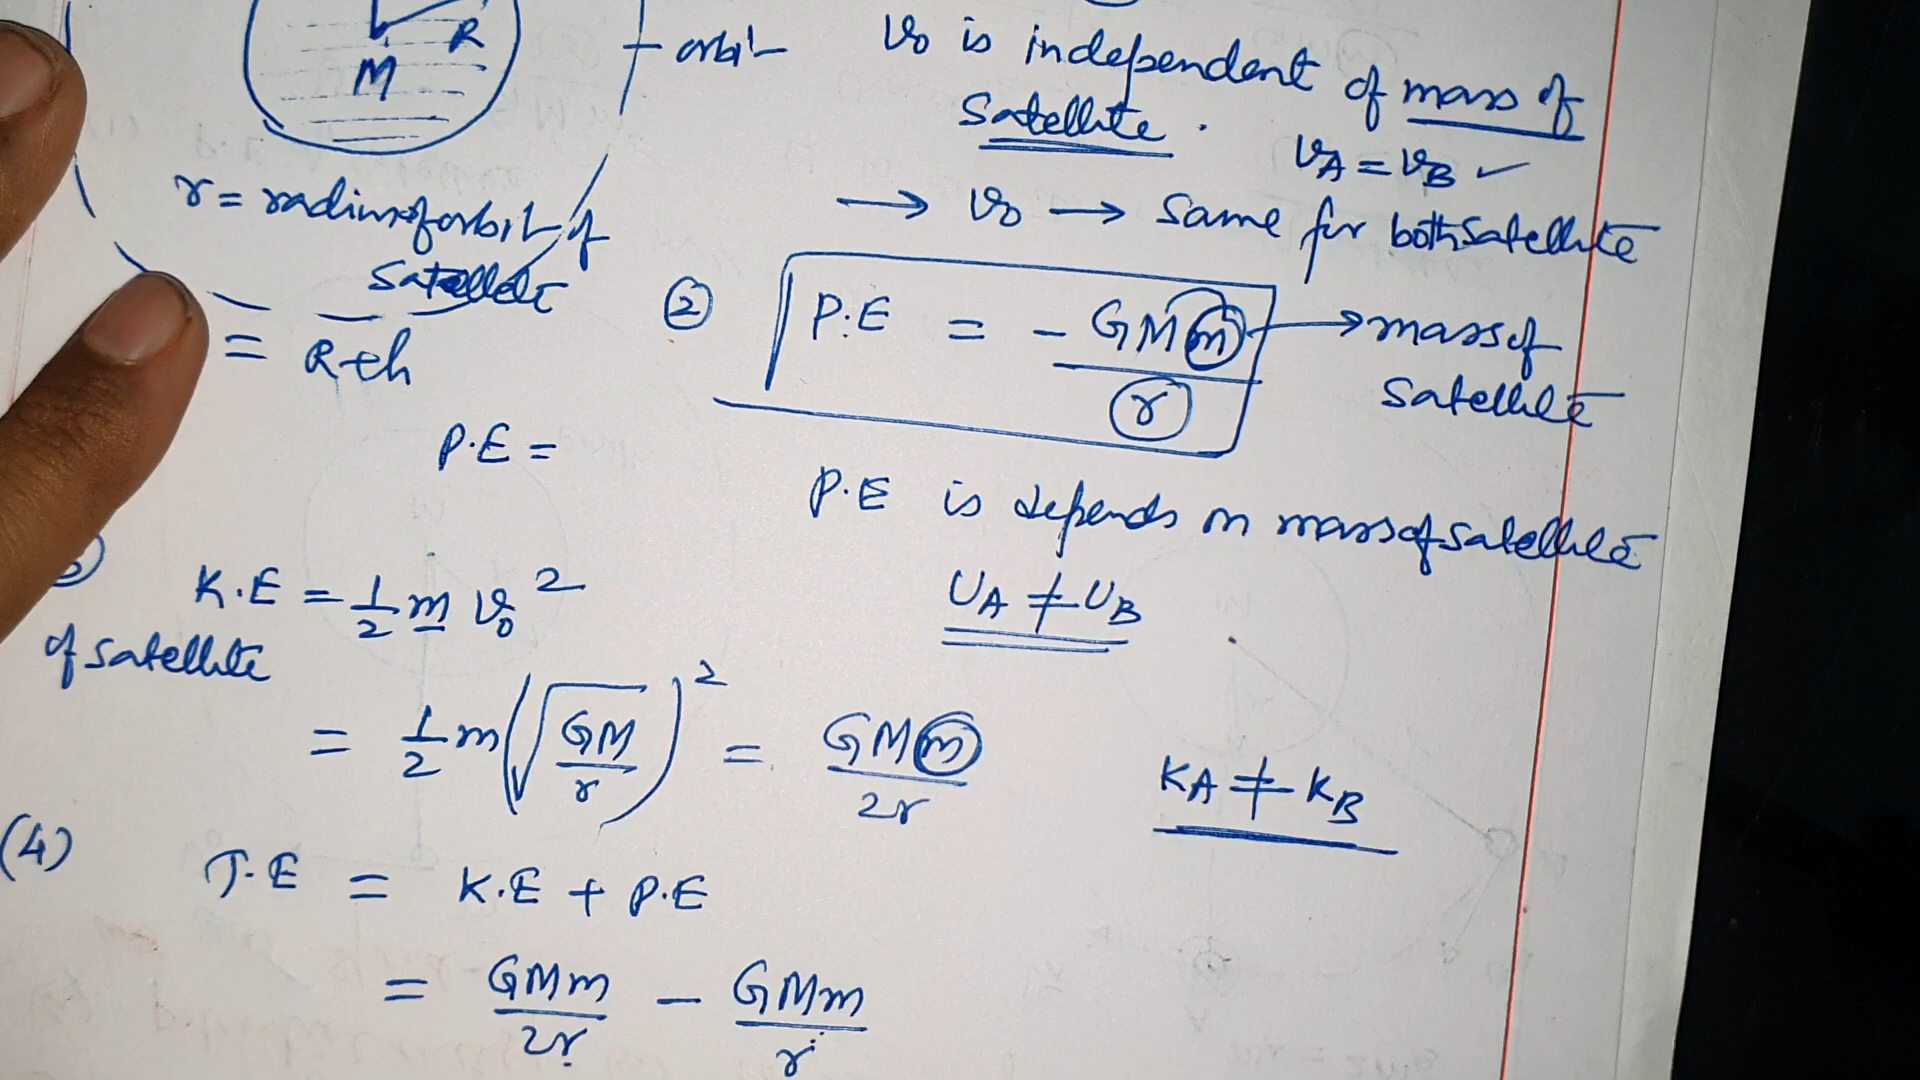 R
M
orbit
r = radius of orbit of
satellite
= R+h
P.E =
v₀ is independent of mass of
satellite.
vA = vB ✓
→ v₀ → same for both satellite
② P.E = - GMm / r → mass of
satellite
P.E is depends on mass of satellite
UA ≠ UB
K.E = 1/2 m v₀²
of satellite
= 1/2 m (√(GM/r))² = GMm / 2r
KA ≠ KB
(4) T.E = K.E + P.E
= GMm / 2r - GMm / r